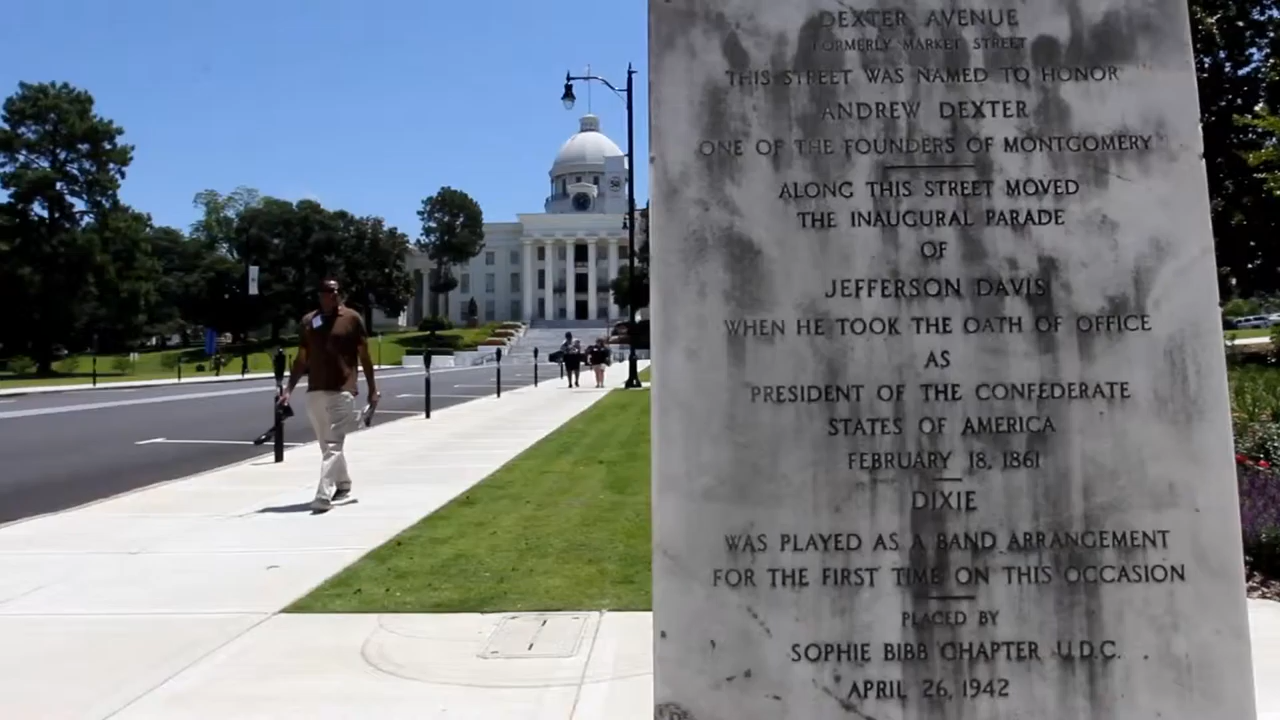 DEXTER AVENUE
FORMERLY MARKET STREET
THIS STREET WAS NAMED TO HONOR
ANDREW DEXTER
ONE OF THE FOUNDERS OF MONTGOMERY
ALONG THIS STREET MOVED
THE INAUGURAL PARADE
OF
JEFFERSON DAVIS
WHEN HE TOOK THE OATH OF OFFICE
AS
PRESIDENT OF THE CONFEDERATE
STATES OF AMERICA
FEBRUARY 18, 1861
DIXIE
WAS PLAYED AS A BAND ARRANGEMENT
FOR THE FIRST TIME ON THIS OCCASION
PLACED BY
SOPHIE BIBB CHAPTER U.D.C.
APRIL 26, 1942